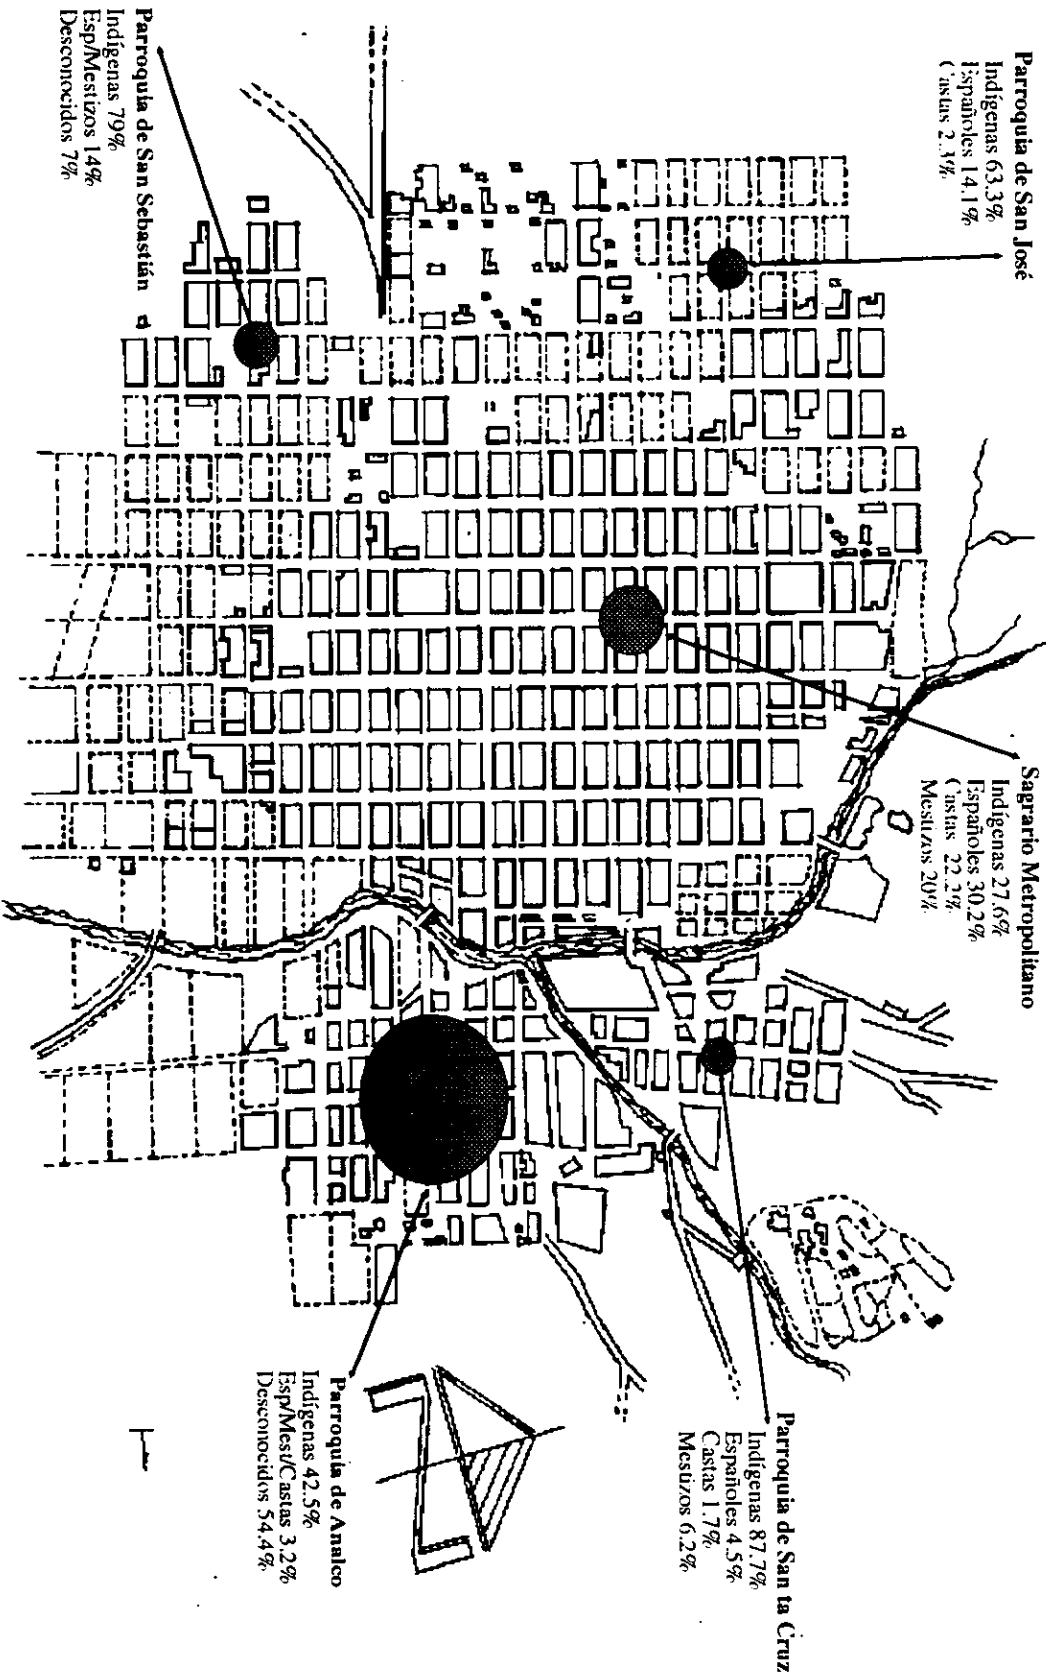 Parroquia de San José
Indígenas 63.3%
Españoles 14.1%
Castas 2.3%
Sagrario Metropolitano
Indígenas 27.6%
Españoles 30.2%
Castas 22.2%
Mestizos 20%
Parroquia de San ta Cruz
Indígenas 87.7%
Españoles 4.5%
Castas 1.7%
Mestizos 6.2%
Parroquia de Analco
Indígenas 42.5%
Esp/Mest/Castas 3.2%
Desconocidos 54.4%
Parroquia de San Sebastián
Indígenas 79%
Esp/Mestizos 14%
Desconocidos 7%